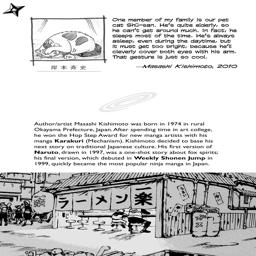 One member of my family is our pet
cat Shi-san. He's quite elderly, so
he can't get around much. In fact, he
sleeps most of the time. He's always
asleep, even during the daytime, but
it must get too bright, because he'll
cleverly cover both eyes with his arm.
That gesture is just so cool.
—Masashi Kishimoto, 2010
岸本斉史
Author/artist Masashi Kishimoto was born in 1974 in rural
Okayama Prefecture, Japan. After spending time in art college,
he won the Hop Step Award for new manga artists with his
manga Karakuri (Mechanism). Kishimoto decided to base his
next story on traditional Japanese culture. His first version of
Naruto, drawn in 1997, was a one-shot story about fox spirits;
his final version, which debuted in Weekly Shonen Jump in
1999, quickly became the most popular ninja manga in Japan.
ラーメン 一楽